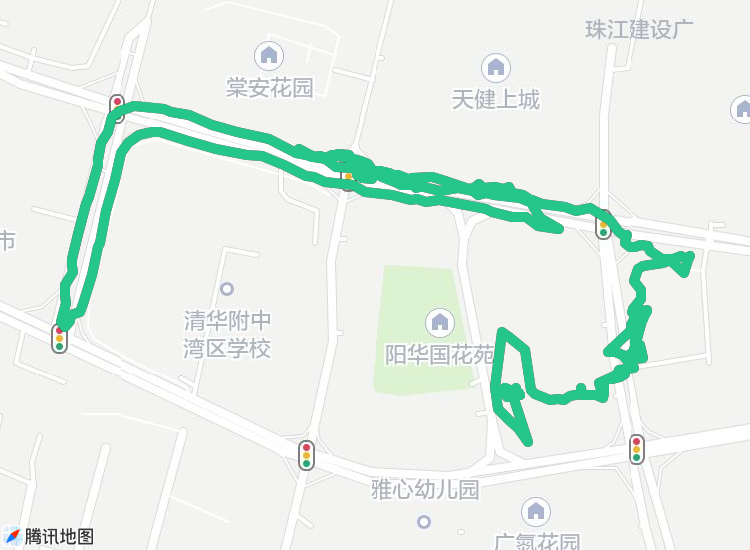 珠江建设广
棠安花园
天健上城
市
清华附中
湾区学校
阳华国花苑
雅心幼儿园
广氮花园
腾讯地图